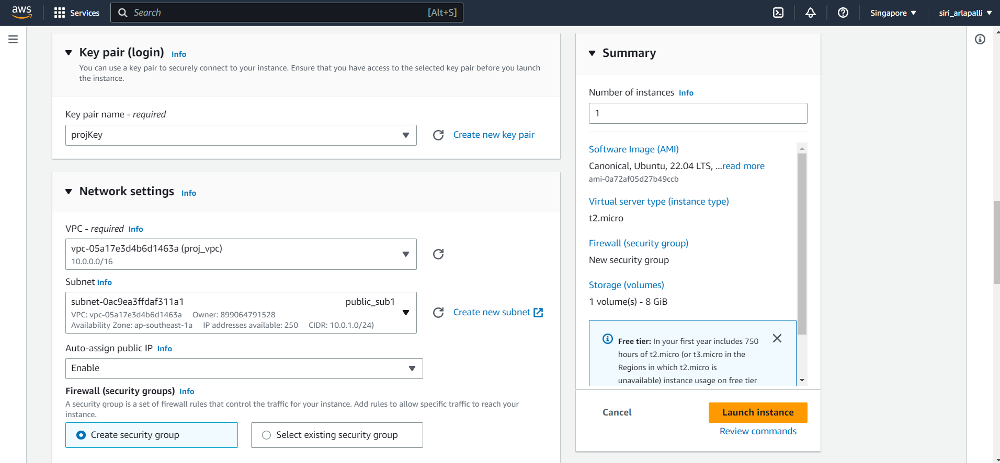 aws
Services
Search
[Alt+S]
Singapore
siri_arlapalli
Key pair (login) Info
You can use a key pair to securely connect to your instance. Ensure that you have access to the selected key pair before you launch
the instance.
Key pair name - required
projKey
Create new key pair
Network settings Info
VPC - required Info
vpc-05a17e3d4b6d1463a (proj_vpc)
10.0.0.0/16
Subnet Info
subnet-0ac9ea3ffdaf311a1 public_sub1
VPC: vpc-05a17e3d4b6d1463a Owner: 899064791528
Availability Zone: ap-southeast-1a IP addresses available: 250 CIDR: 10.0.1.0/24)
Create new subnet
Auto-assign public IP Info
Enable
Firewall (security groups) Info
A security group is a set of firewall rules that control the traffic for your instance. Add rules to allow specific traffic to reach your
instance.
Create security group
Select existing security group
Summary
Number of instances Info
1
Software Image (AMI)
Canonical, Ubuntu, 22.04 LTS, ...read more
ami-0a72af05d27b49ccb
Virtual server type (instance type)
t2.micro
Firewall (security group)
New security group
Storage (volumes)
1 volume(s) - 8 GiB
Free tier: In your first year includes 750
hours of t2.micro (or t3.micro in the
Regions in which t2.micro is
unavailable) instance usage on free tier
Cancel
Launch instance
Review commands